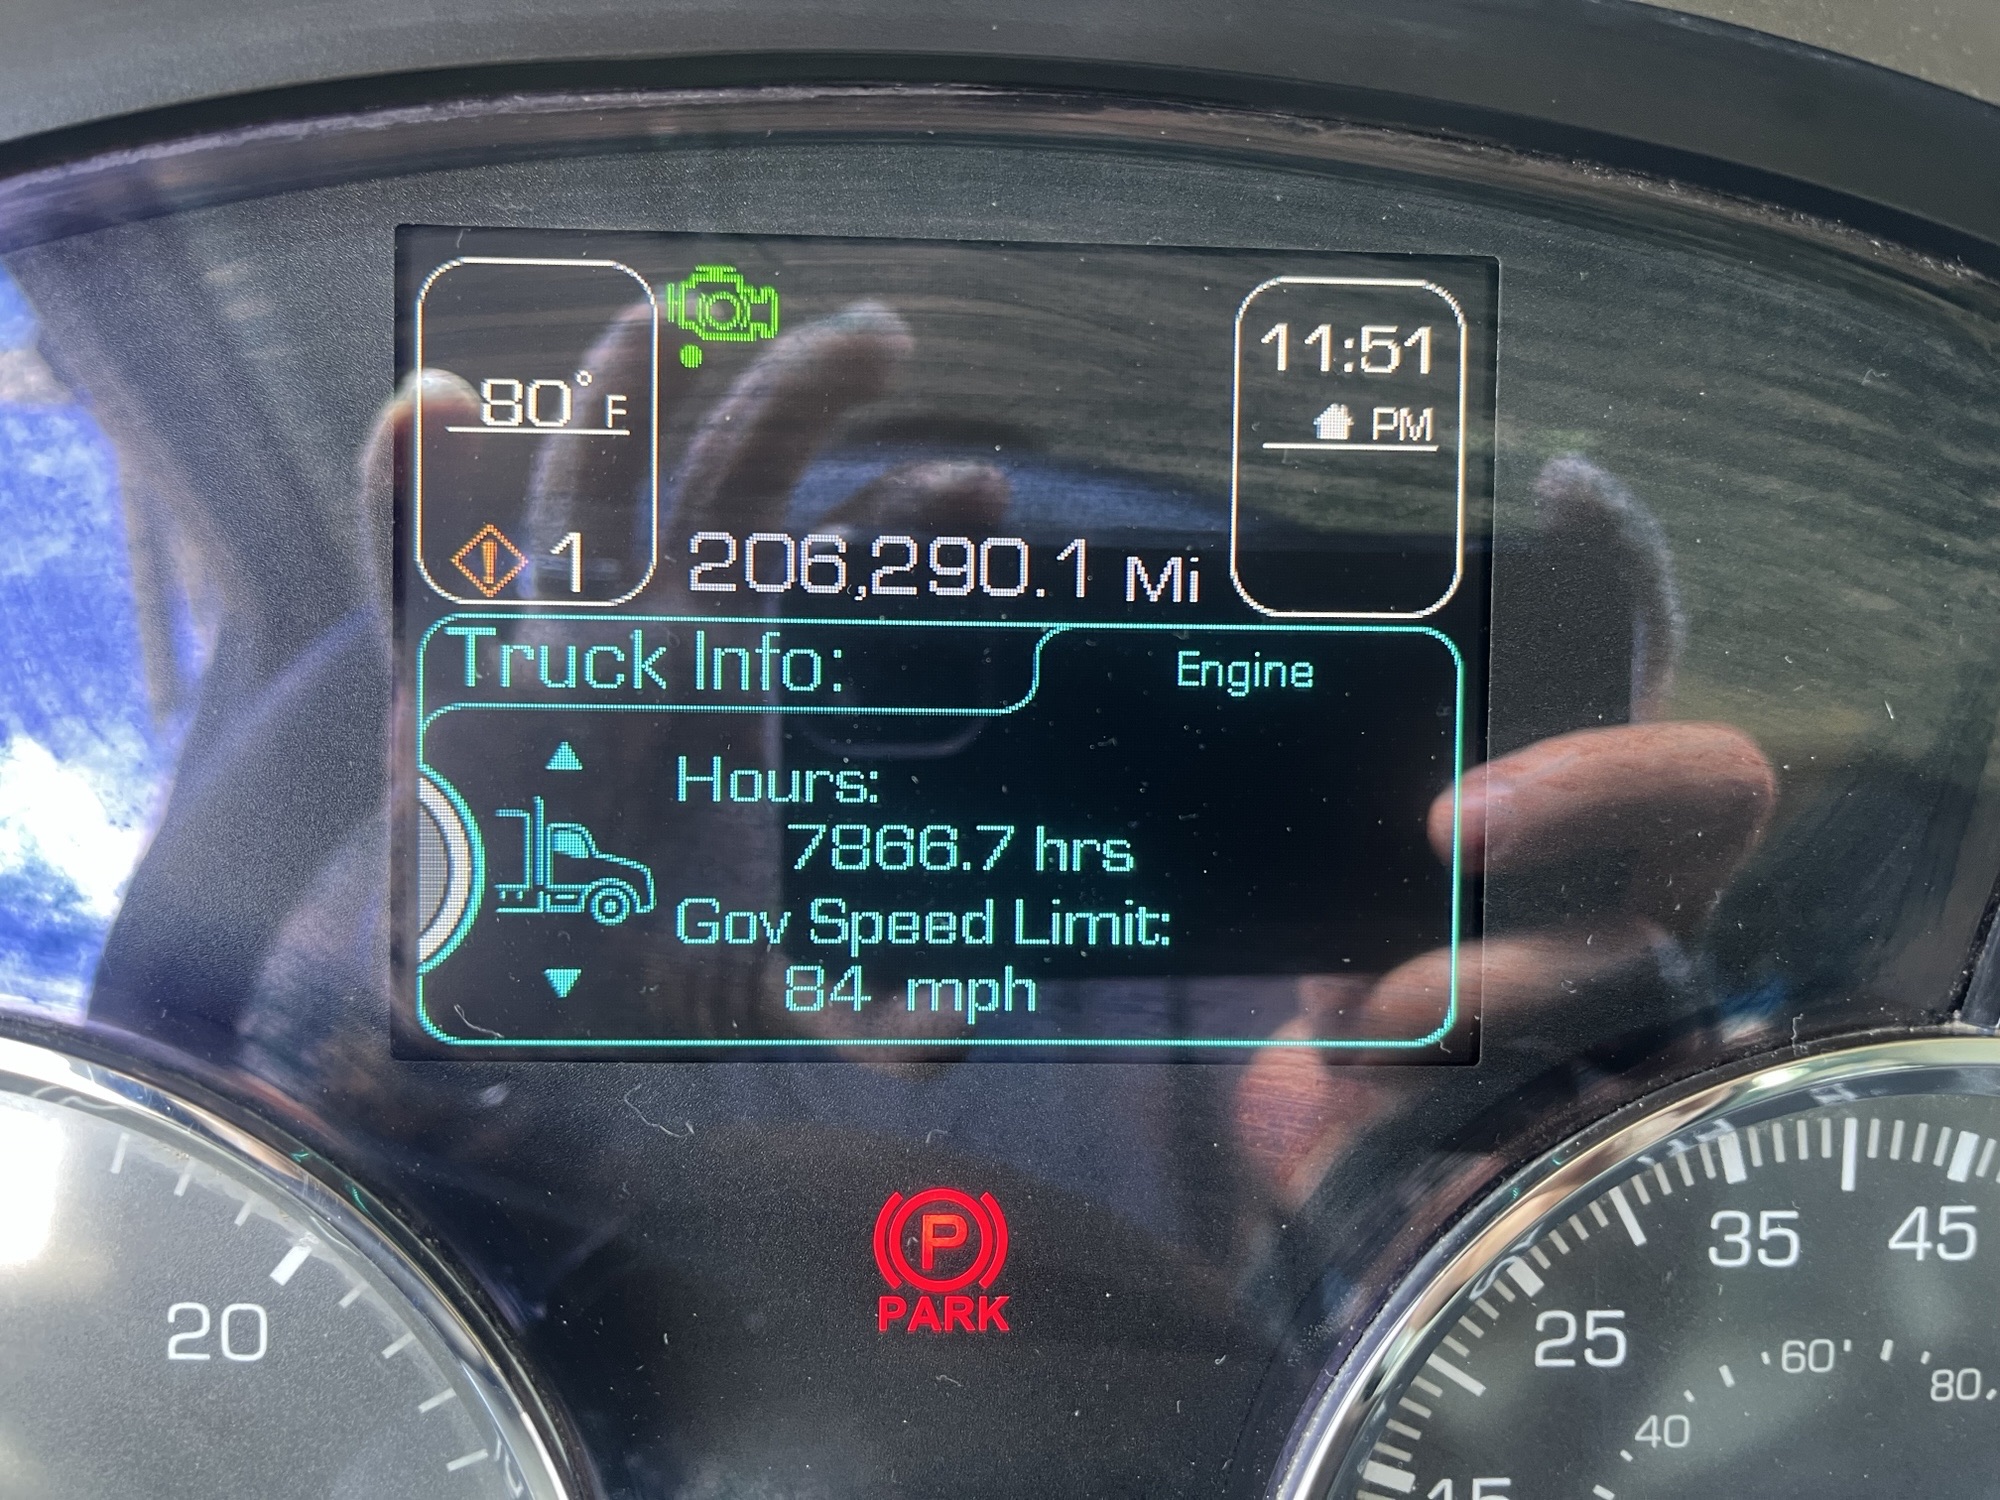 80°F
11:51
PM
1
206,290.1 Mi
Truck Info:
Engine
Hours:
7866.7 hrs
Gov Speed Limit:
84 mph
P
PARK
20
15
25
35
45
40
60
80